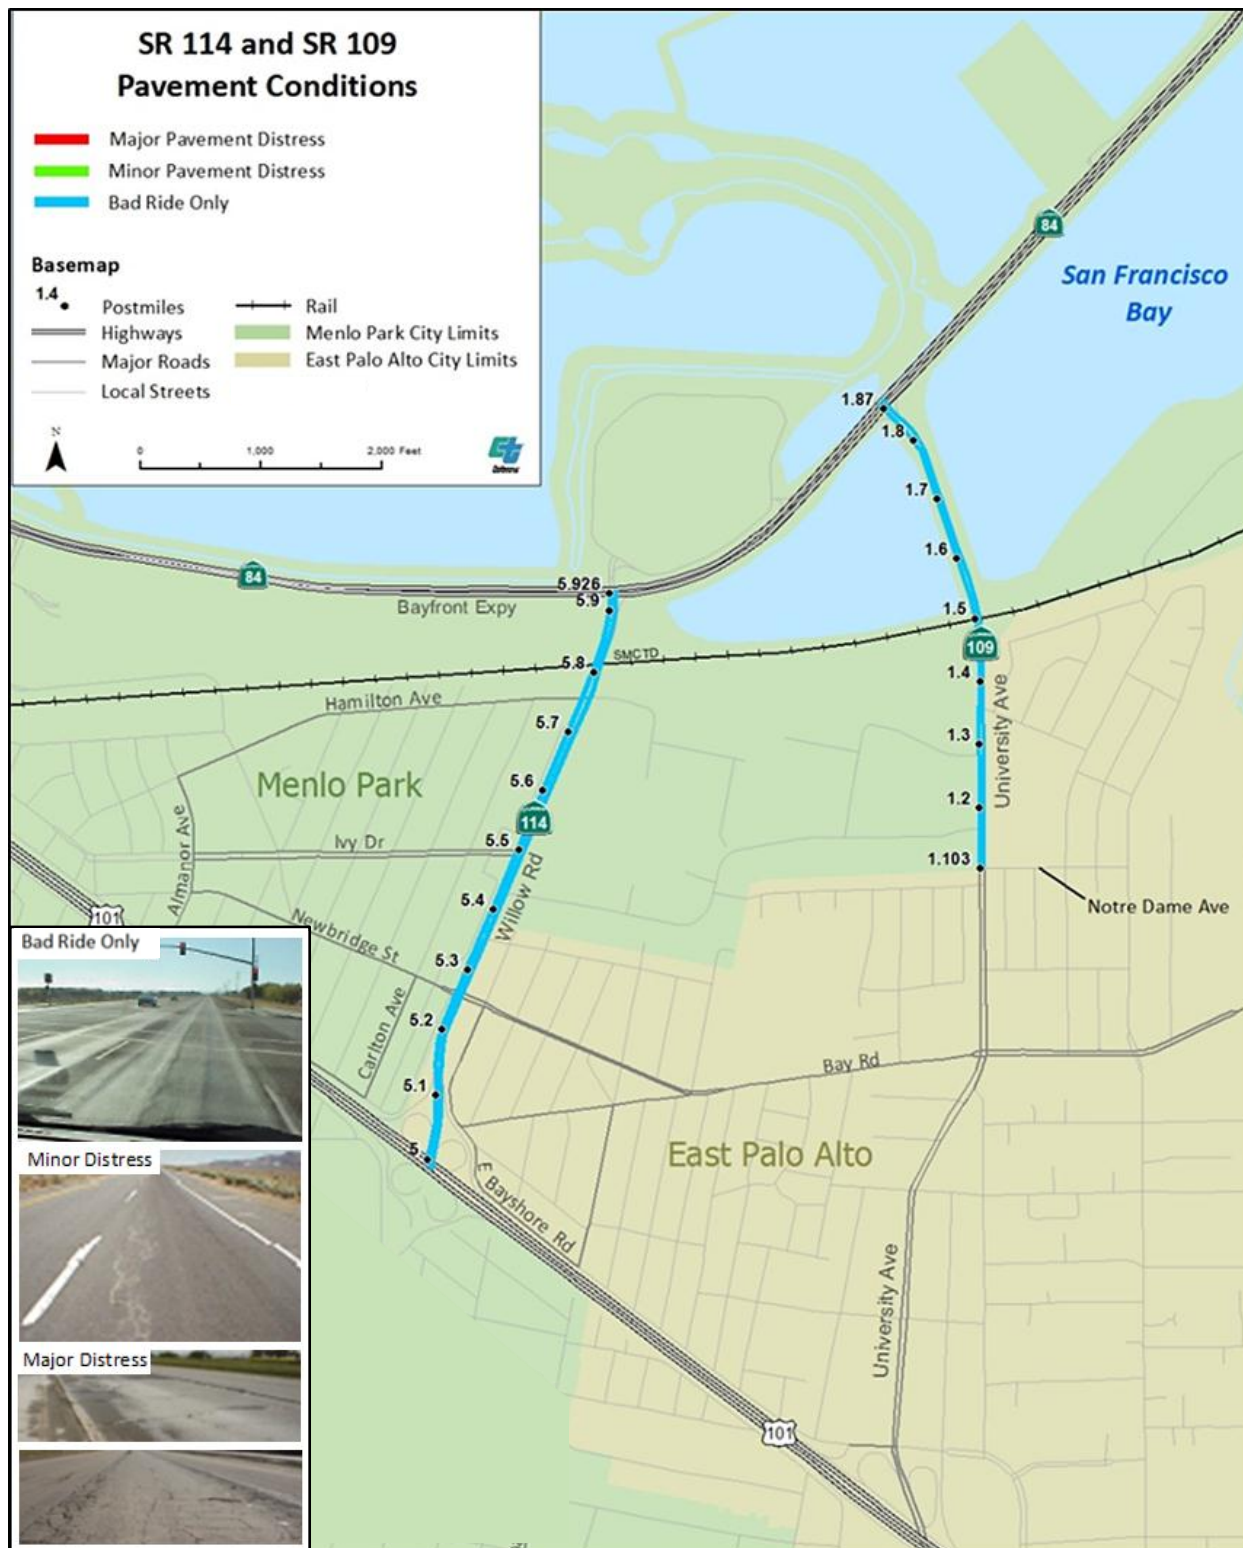 SR 114 and SR 109
Pavement Conditions
Major Pavement Distress
Minor Pavement Distress
Bad Ride Only
Basemap
1.4
Postmiles
Rail
Highways
Menlo Park City Limits
Major Roads
East Palo Alto City Limits
Local Streets
N
0
1,000
2,000 Feet
84
San Francisco
Bay
1.87
1.8
1.7
1.6
1.5
109
1.4
1.3
1.2
1.103
University Ave
Notre Dame Ave
84
Bayfront Expy
5.926
5.9
5.8
SMCTD
Hamilton Ave
5.7
Menlo Park
5.6
114
Almanor Ave
Ivy Dr
5.5
Willow Rd
5.4
Newbridge St
5.3
Carlton Ave
5.2
5.1
5
101
Bay Rd
East Palo Alto
E Bayshore Rd
University Ave
101
Bad Ride Only
Minor Distress
Major Distress